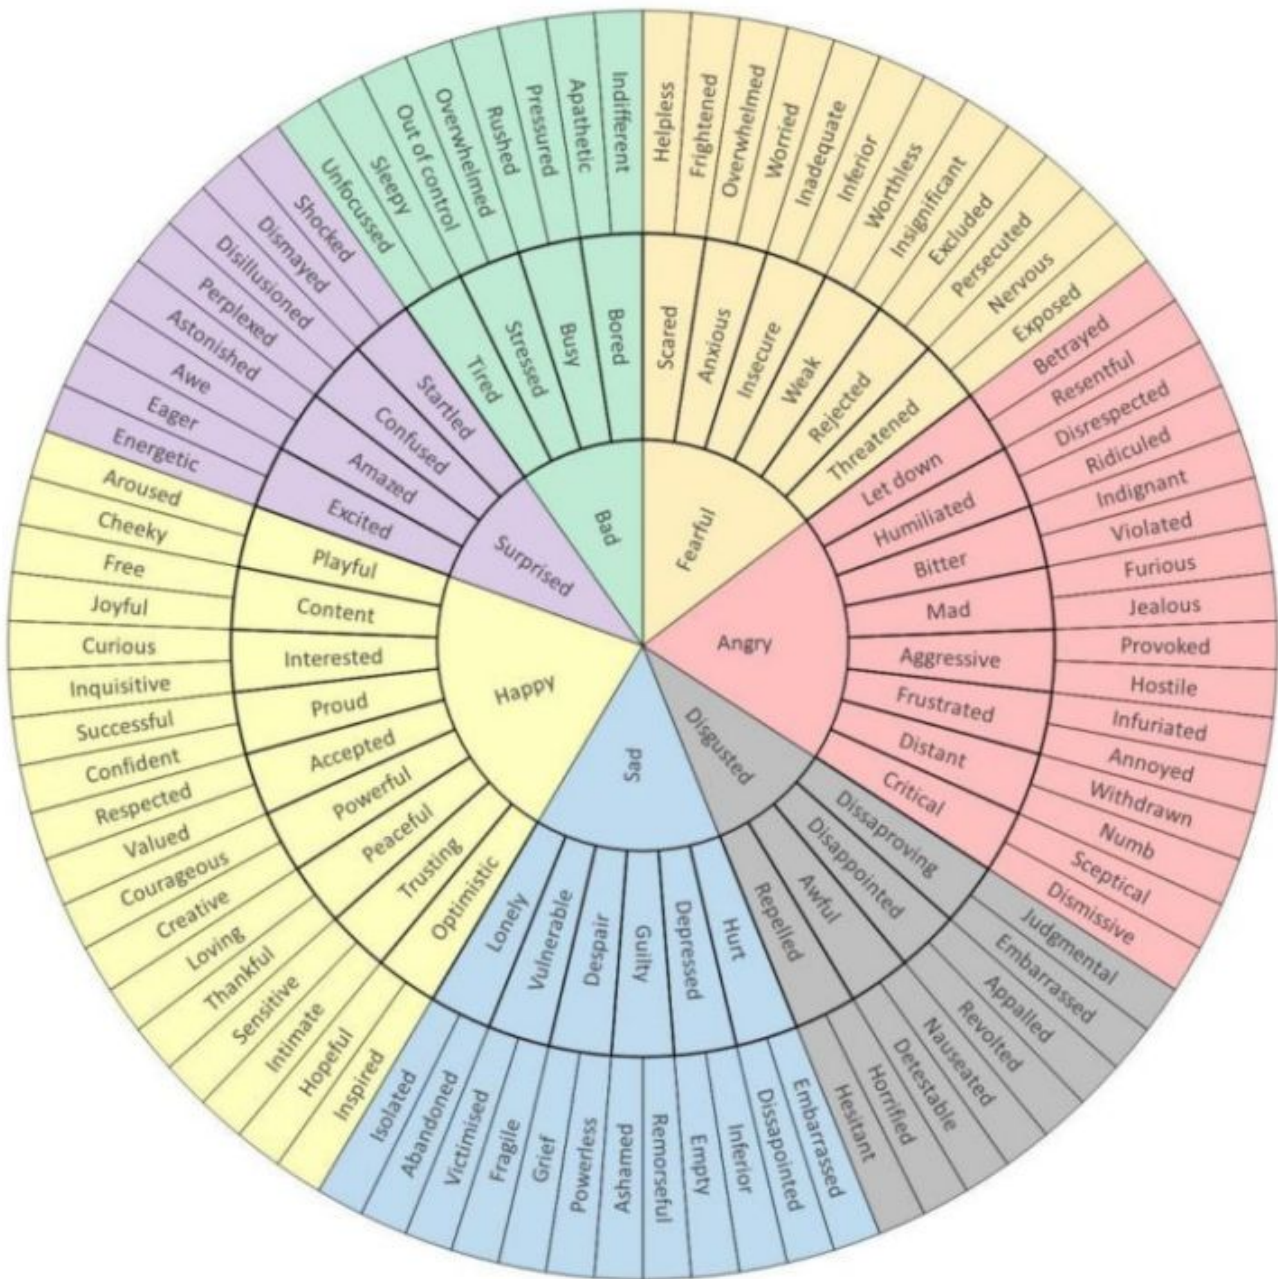 Fearful
Angry
Disgusted
Sad
Happy
Surprised
Bad
Scared
Anxious
Insecure
Weak
Rejected
Threatened
Let down
Humiliated
Bitter
Mad
Aggressive
Frustrated
Distant
Critical
Dissaproving
Disappointed
Awful
Repelled
Hurt
Depressed
Guilty
Despair
Vulnerable
Lonely
Optimistic
Trusting
Peaceful
Powerful
Accepted
Proud
Interested
Content
Playful
Excited
Amazed
Confused
Startled
Tired
Stressed
Busy
Bored
Helpless
Frightened
Overwhelmed
Worried
Inadequate
Inferior
Worthless
Insignificant
Excluded
Persecuted
Nervous
Exposed
Betrayed
Resentful
Disrespected
Ridiculed
Indignant
Violated
Furious
Jealous
Provoked
Hostile
Infuriated
Annoyed
Withdrawn
Numb
Sceptical
Dismissive
Judgmental
Embarrassed
Appalled
Revolted
Nauseated
Detestable
Horrified
Hesitant
Embarrassed
Dissapointed
Inferior
Empty
Remorseful
Ashamed
Powerless
Grief
Fragile
Victimised
Abandoned
Isolated
Inspired
Hopeful
Intimate
Sensitive
Thankful
Loving
Creative
Courageous
Valued
Respected
Confident
Successful
Inquisitive
Curious
Joyful
Free
Cheeky
Aroused
Energetic
Eager
Awe
Astonished
Perplexed
Disillusioned
Dismayed
Shocked
Unfocussed
Sleepy
Out of control
Overwhelmed
Rushed
Pressured
Apathetic
Indifferent